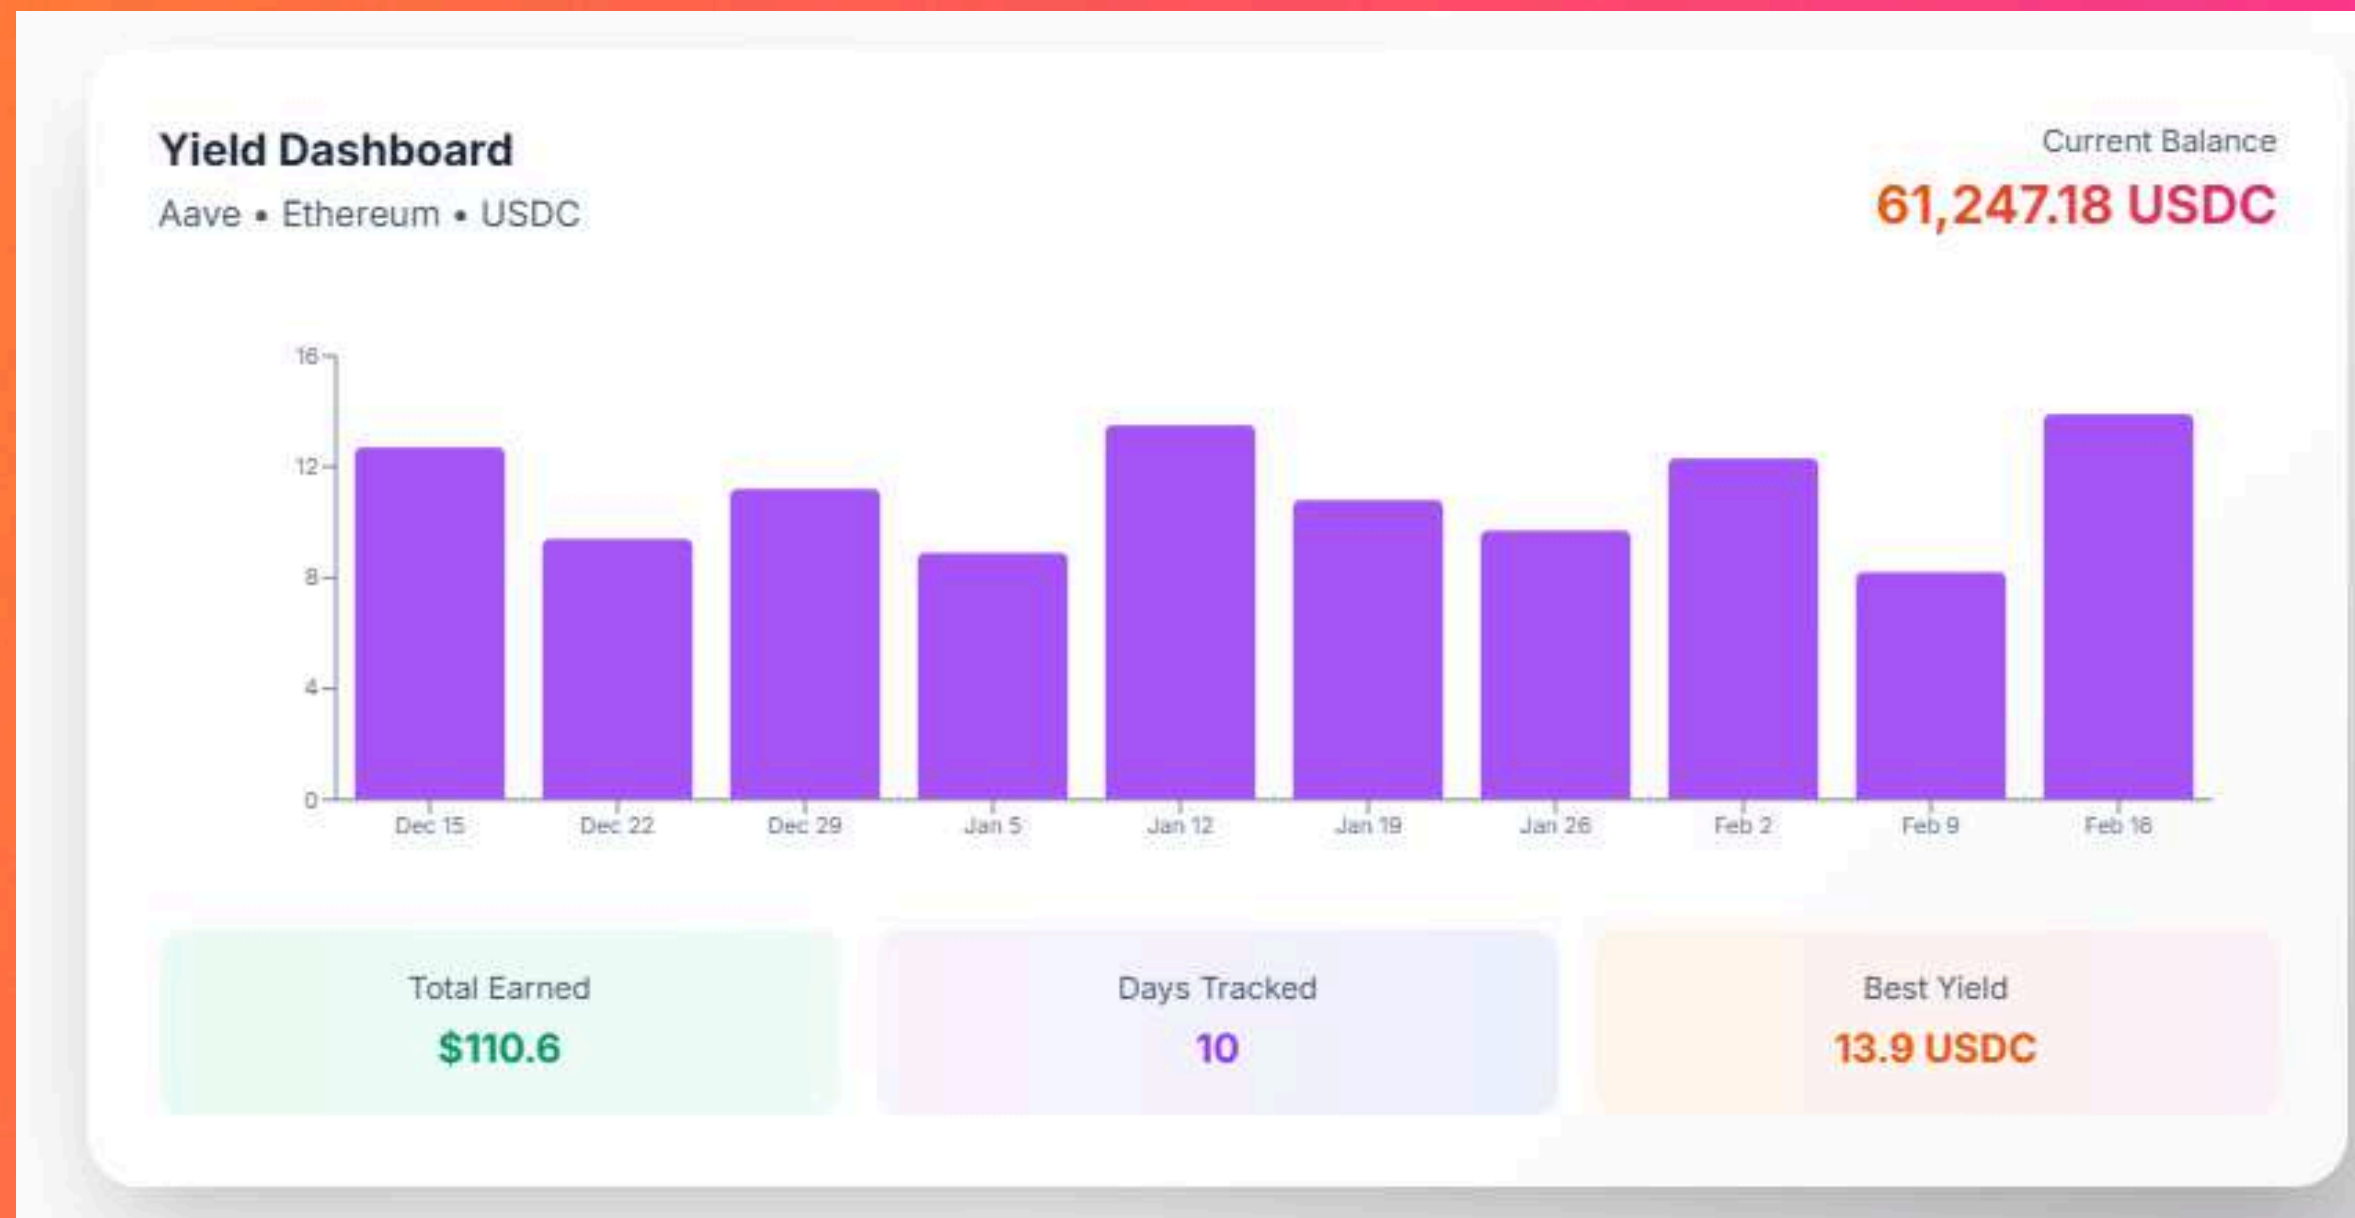 Yield Dashboard
Aave • Ethereum • USDC
Current Balance
61,247.18 USDC
16
12
8
4
0
Dec 15 Dec 22 Dec 29 Jan 5 Jan 12 Jan 19 Jan 26 Feb 2 Feb 9 Feb 16
Total Earned
$110.6
Days Tracked
10
Best Yield
13.9 USDC